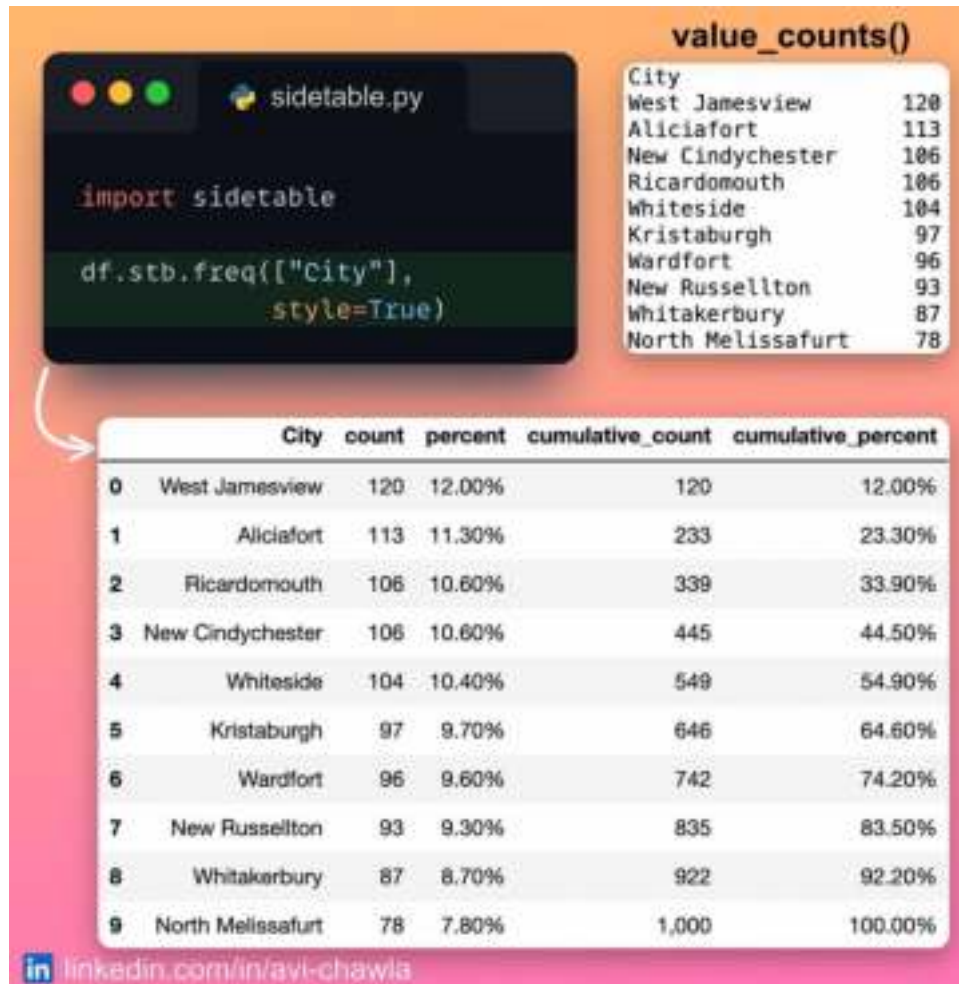 value_counts()
sidetable.py
import sidetable
df.stb.freq(["City"],
style=True)
City
West Jamesview 120
Aliciafort 113
New Cindychester 106
Ricardomouth 106
Whiteside 104
Kristaburgh 97
Wardfort 96
New Russellton 93
Whitakerbury 87
North Melissafurt 78
City count percent cumulative_count cumulative_percent
0 West Jamesview 120 12.00% 120 12.00%
1 Aliciafort 113 11.30% 233 23.30%
2 Ricardomouth 106 10.60% 339 33.90%
3 New Cindychester 106 10.60% 445 44.50%
4 Whiteside 104 10.40% 549 54.90%
5 Kristaburgh 97 9.70% 646 64.60%
6 Wardfort 96 9.60% 742 74.20%
7 New Russellton 93 9.30% 835 83.50%
8 Whitakerbury 87 8.70% 922 92.20%
9 North Melissafurt 78 7.80% 1,000 100.00%
in linkedin.com/in/avi-chawla